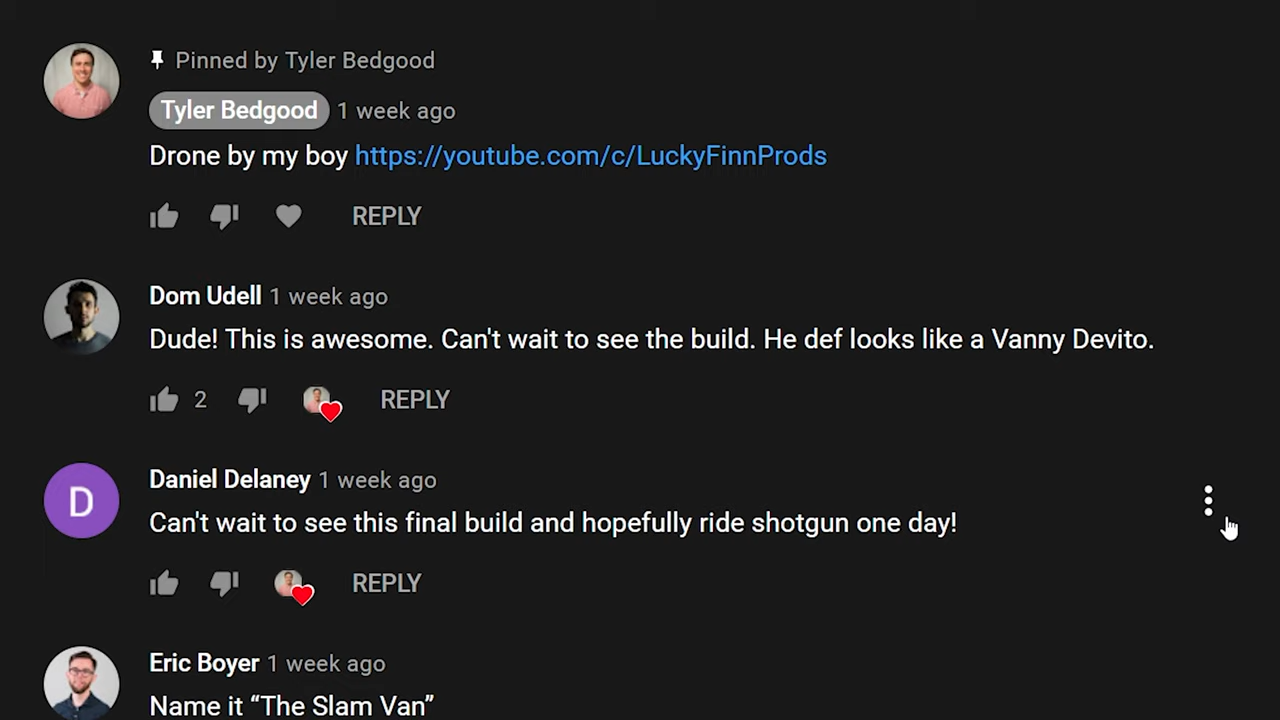 Pinned by Tyler Bedgood
Tyler Bedgood 1 week ago
Drone by my boy https://youtube.com/c/LuckyFinnProds
REPLY
Dom Udell 1 week ago
Dude! This is awesome. Can't wait to see the build. He def looks like a Vanny Devito.
2 REPLY
D
Daniel Delaney 1 week ago
Can't wait to see this final build and hopefully ride shotgun one day!
REPLY
Eric Boyer 1 week ago
Name it “The Slam Van”